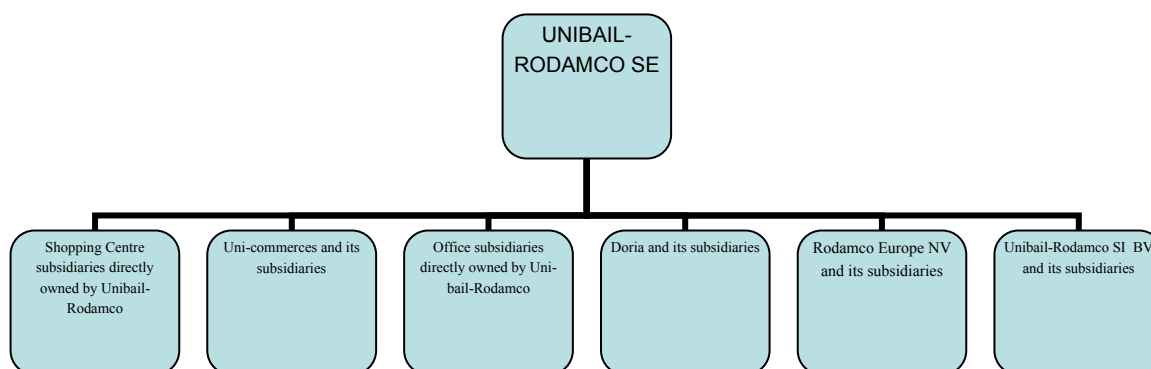 UNIBAIL-
RODAMCO SE
Shopping Centre
subsidiaries directly
owned by Unibail-
Rodamco
Uni-commerces and its
subsidiaries
Office subsidiaries
directly owned by Uni-
bail-Rodamco
Doria and its subsidiaries
Rodamco Europe NV
and its subsidiaries
Unibail-Rodamco SI BV
and its subsidiaries